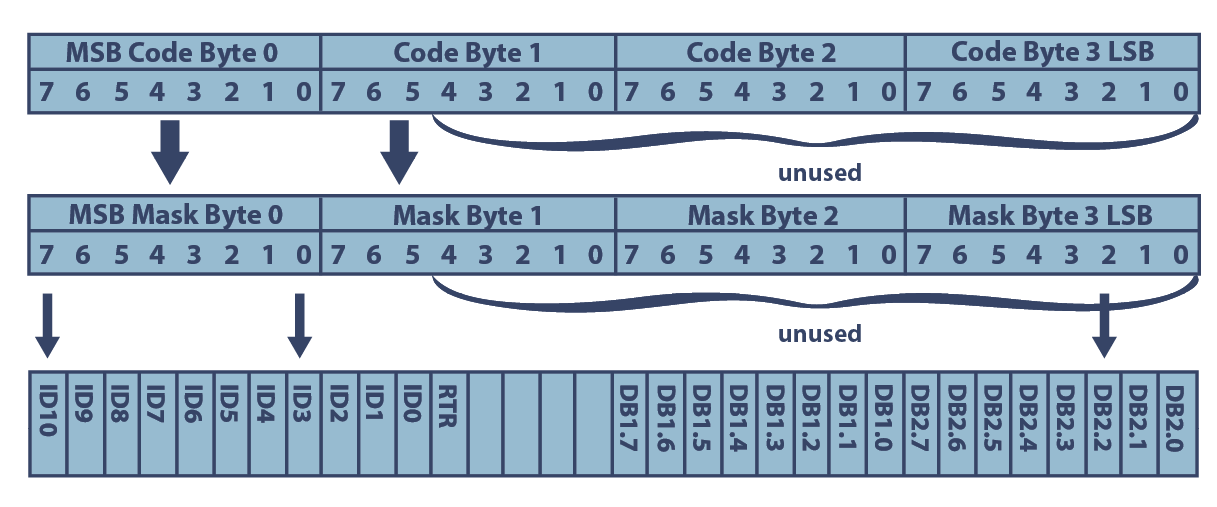 MSB Code Byte 0 Code Byte 1 Code Byte 2 Code Byte 3 LSB
7 6 5 4 3 2 1 0 7 6 5 4 3 2 1 0 7 6 5 4 3 2 1 0 7 6 5 4 3 2 1 0
unused
MSB Mask Byte 0 Mask Byte 1 Mask Byte 2 Mask Byte 3 LSB
7 6 5 4 3 2 1 0 7 6 5 4 3 2 1 0 7 6 5 4 3 2 1 0 7 6 5 4 3 2 1 0
unused
ID10 ID9 ID8 ID7 ID6 ID5 ID4 ID3 ID2 ID1 ID0 RTR DB1.7 DB1.6 DB1.5 DB1.4 DB1.3 DB1.2 DB1.1 DB1.0 DB2.7 DB2.6 DB2.5 DB2.4 DB2.3 DB2.2 DB2.1 DB2.0